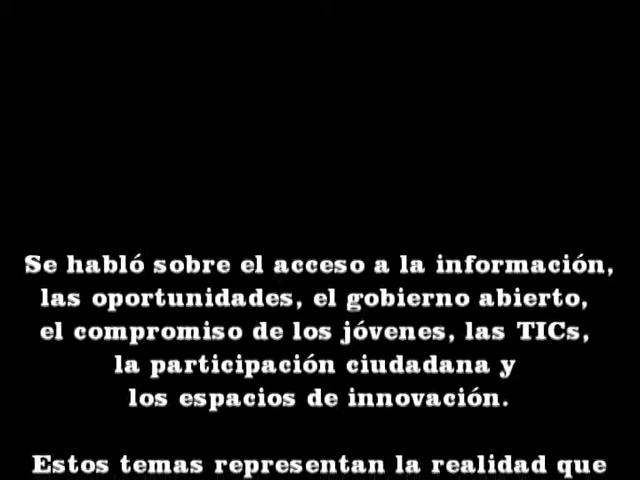 Se habló sobre el acceso a la información,
las oportunidades, el gobierno abierto,
el compromiso de los jóvenes, las TICs,
la participación ciudadana y
los espacios de innovación.
Estos temas representan la realidad que